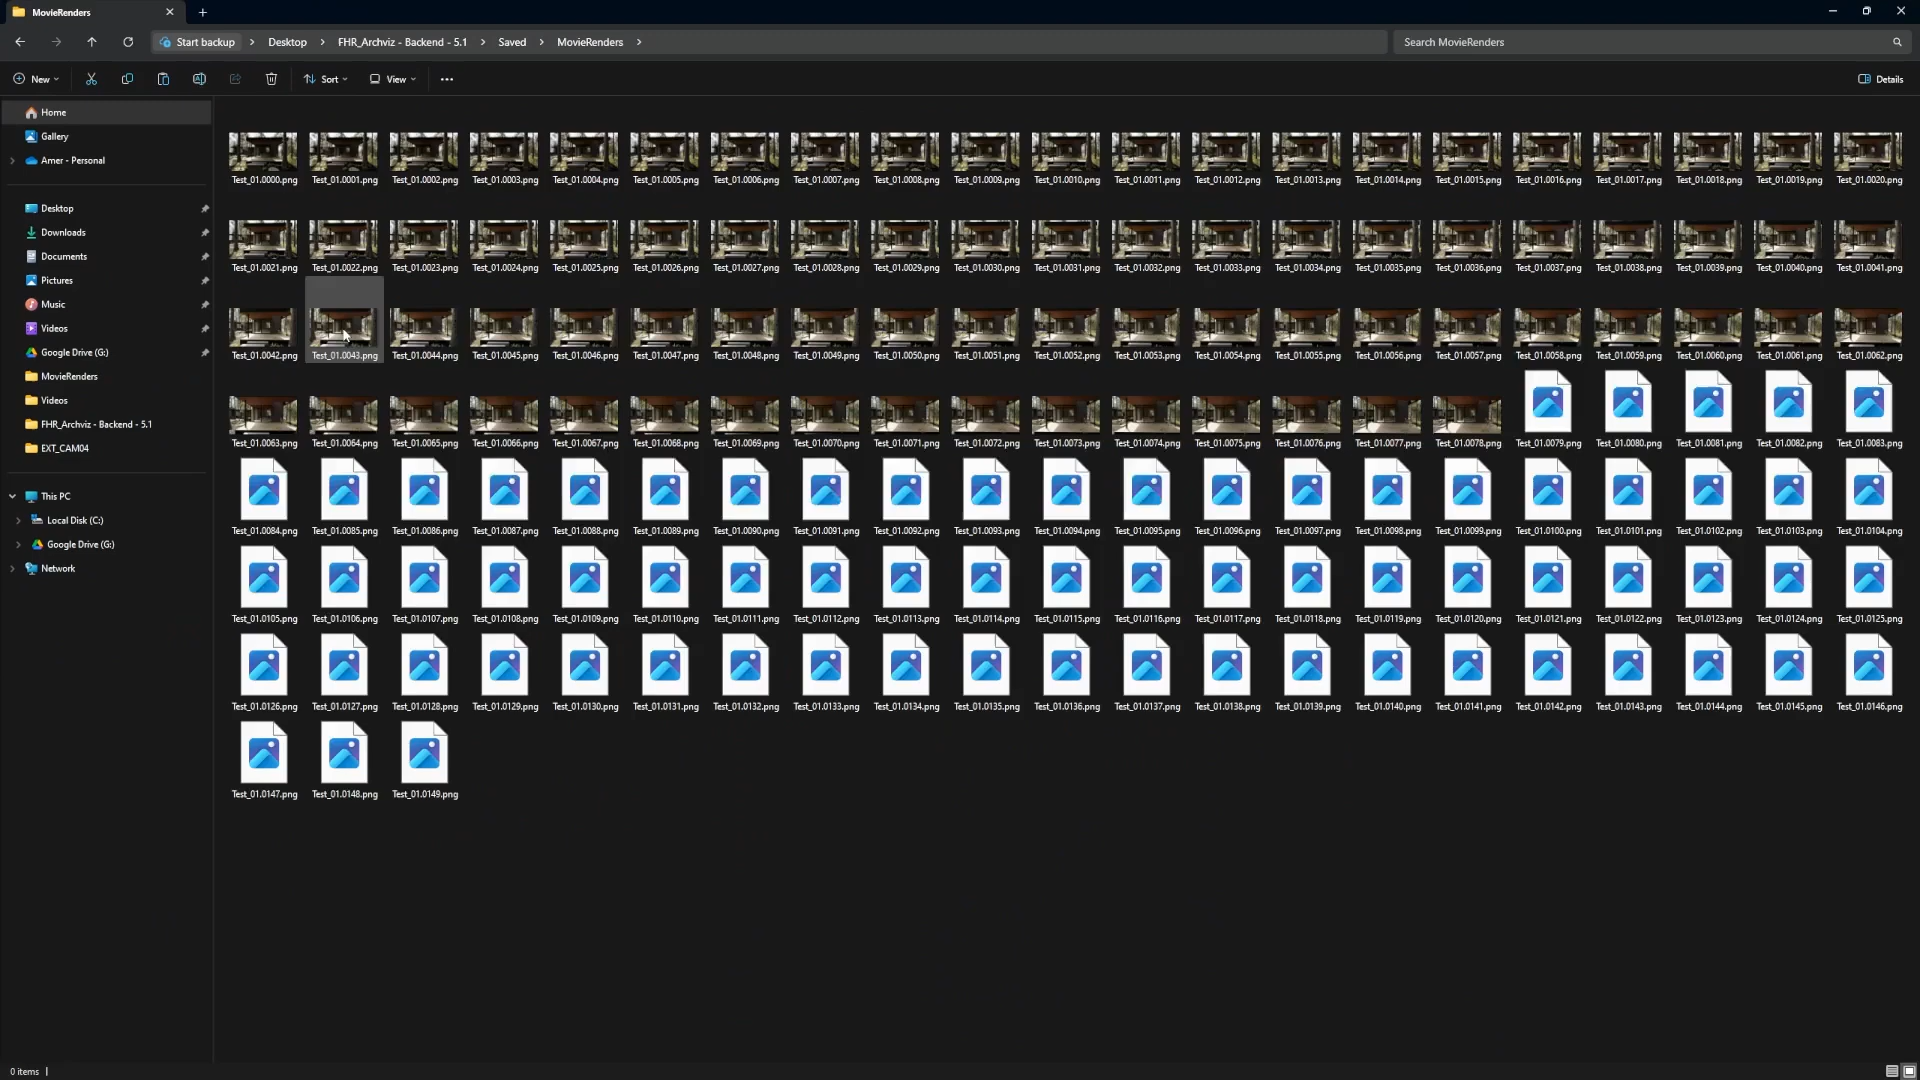 MovieRenders
Start backup > Desktop > FHR_Archviz - Backend - 5.1 > Saved > MovieRenders >
Search MovieRenders
New
Sort
View
Details
Home
Gallery
Amer - Personal
Desktop
Downloads
Documents
Pictures
Music
Videos
Google Drive (G:)
MovieRenders
Videos
FHR_Archviz - Backend - 5.1
EXT_CAM04
This PC
Local Disk (C:)
Google Drive (G:)
Network
Test_01.0000.png Test_01.0001.png Test_01.0002.png Test_01.0003.png Test_01.0004.png Test_01.0005.png Test_01.0006.png Test_01.0007.png Test_01.0008.png Test_01.0009.png Test_01.0010.png Test_01.0011.png Test_01.0012.png Test_01.0013.png Test_01.0014.png Test_01.0015.png Test_01.0016.png Test_01.0017.png Test_01.0018.png Test_01.0019.png Test_01.0020.png
Test_01.0021.png Test_01.0022.png Test_01.0023.png Test_01.0024.png Test_01.0025.png Test_01.0026.png Test_01.0027.png Test_01.0028.png Test_01.0029.png Test_01.0030.png Test_01.0031.png Test_01.0032.png Test_01.0033.png Test_01.0034.png Test_01.0035.png Test_01.0036.png Test_01.0037.png Test_01.0038.png Test_01.0039.png Test_01.0040.png Test_01.0041.png
Test_01.0042.png Test_01.0043.png Test_01.0044.png Test_01.0045.png Test_01.0046.png Test_01.0047.png Test_01.0048.png Test_01.0049.png Test_01.0050.png Test_01.0051.png Test_01.0052.png Test_01.0053.png Test_01.0054.png Test_01.0055.png Test_01.0056.png Test_01.0057.png Test_01.0058.png Test_01.0059.png Test_01.0060.png Test_01.0061.png Test_01.0062.png
Test_01.0063.png Test_01.0064.png Test_01.0065.png Test_01.0066.png Test_01.0067.png Test_01.0068.png Test_01.0069.png Test_01.0070.png Test_01.0071.png Test_01.0072.png Test_01.0073.png Test_01.0074.png Test_01.0075.png Test_01.0076.png Test_01.0077.png Test_01.0078.png Test_01.0079.png Test_01.0080.png Test_01.0081.png Test_01.0082.png Test_01.0083.png
Test_01.0084.png Test_01.0085.png Test_01.0086.png Test_01.0087.png Test_01.0088.png Test_01.0089.png Test_01.0090.png Test_01.0091.png Test_01.0092.png Test_01.0093.png Test_01.0094.png Test_01.0095.png Test_01.0096.png Test_01.0097.png Test_01.0098.png Test_01.0099.png Test_01.0100.png Test_01.0101.png Test_01.0102.png Test_01.0103.png Test_01.0104.png
Test_01.0105.png Test_01.0106.png Test_01.0107.png Test_01.0108.png Test_01.0109.png Test_01.0110.png Test_01.0111.png Test_01.0112.png Test_01.0113.png Test_01.0114.png Test_01.0115.png Test_01.0116.png Test_01.0117.png Test_01.0118.png Test_01.0119.png Test_01.0120.png Test_01.0121.png Test_01.0122.png Test_01.0123.png Test_01.0124.png Test_01.0125.png
Test_01.0126.png Test_01.0127.png Test_01.0128.png Test_01.0129.png Test_01.0130.png Test_01.0131.png Test_01.0132.png Test_01.0133.png Test_01.0134.png Test_01.0135.png Test_01.0136.png Test_01.0137.png Test_01.0138.png Test_01.0139.png Test_01.0140.png Test_01.0141.png Test_01.0142.png Test_01.0143.png Test_01.0144.png Test_01.0145.png Test_01.0146.png
Test_01.0147.png Test_01.0148.png Test_01.0149.png
0 items